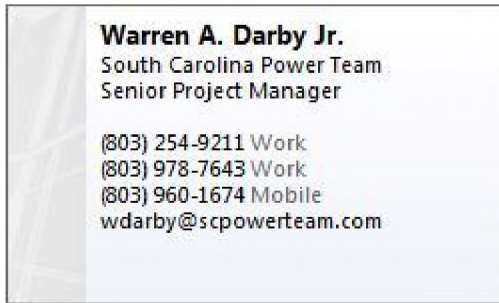 Warren A. Darby Jr.
South Carolina Power Team
Senior Project Manager
(803) 254-9211 Work
(803) 978-7643 Work
(803) 960-1674 Mobile
wdarby@scpowerteam.com